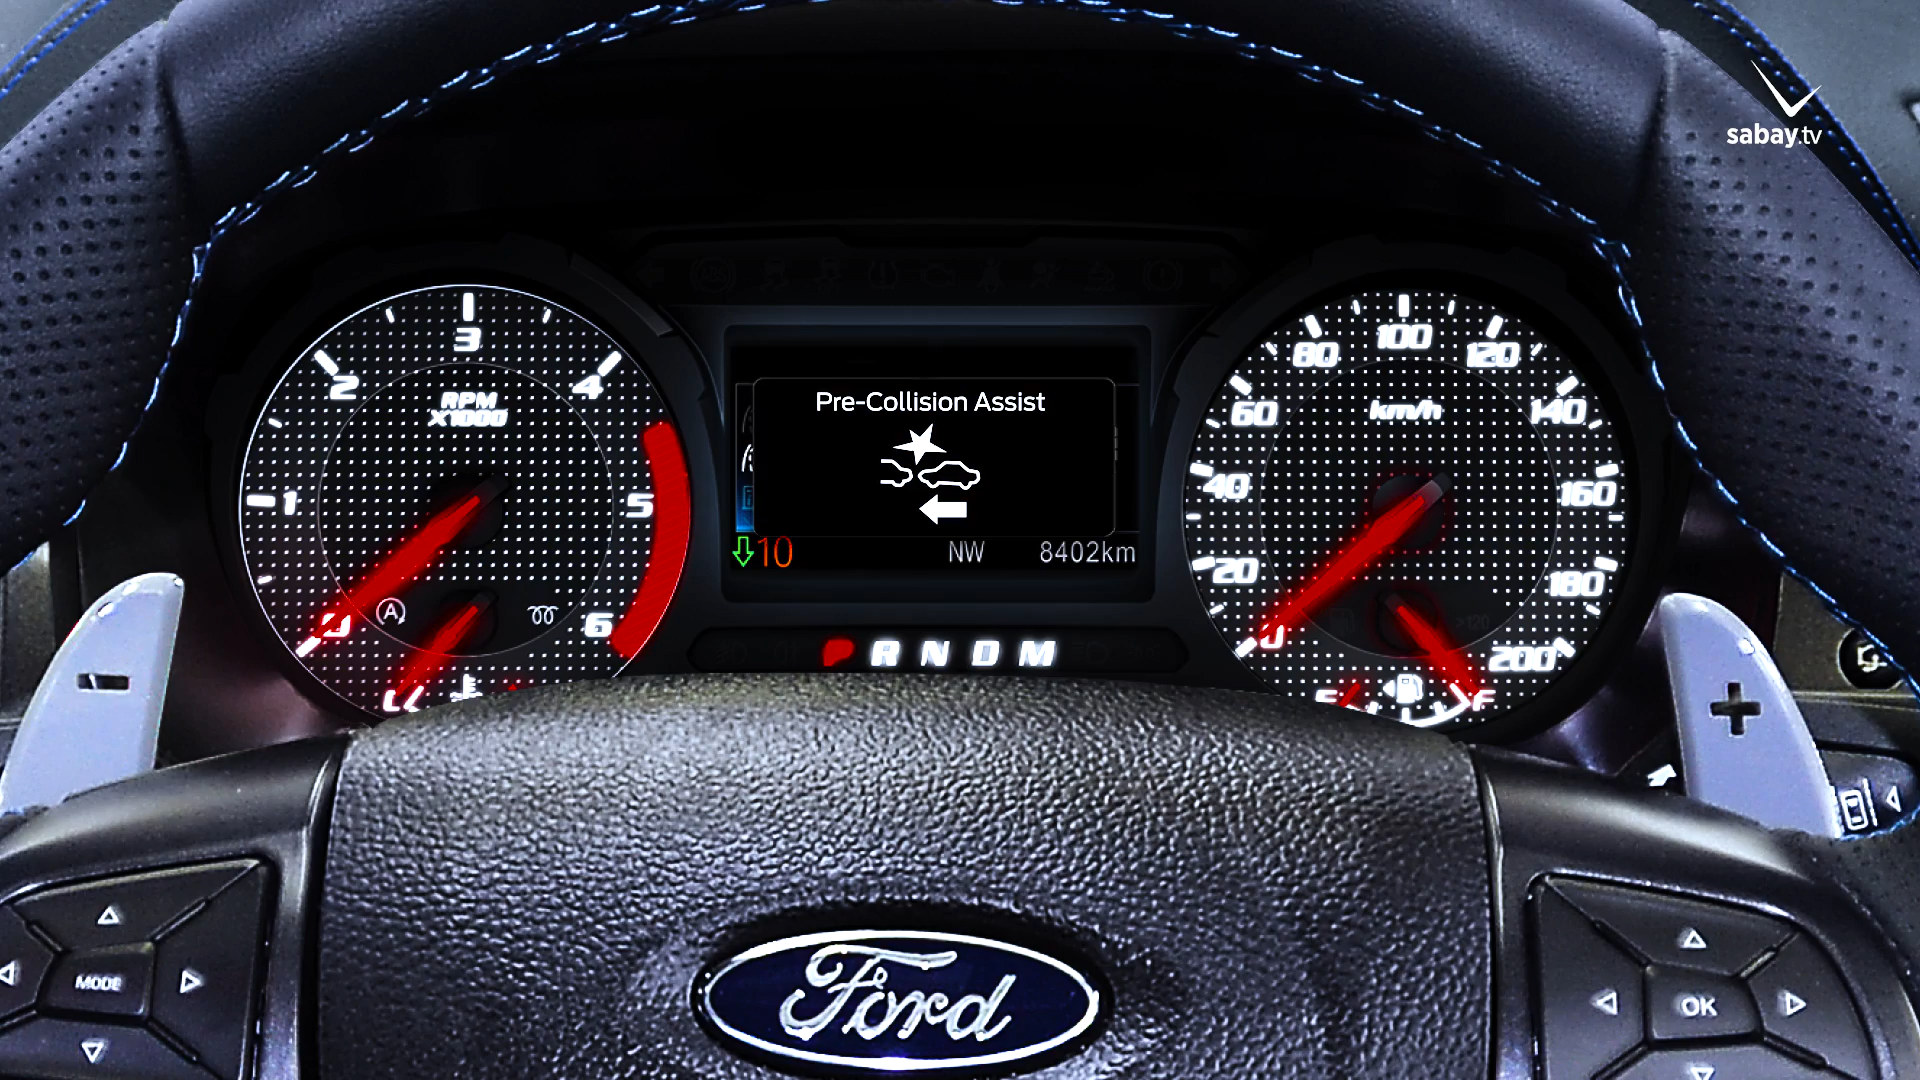 sabay.tv
3
2
4
RPM
X1000
1
5
0
A
6
C
Pre-Collision Assist
10
NW
8402km
R N D M
80
100
120
60
km/h
140
40
160
20
180
0
200
F
-
+
MODE
OK
Ford